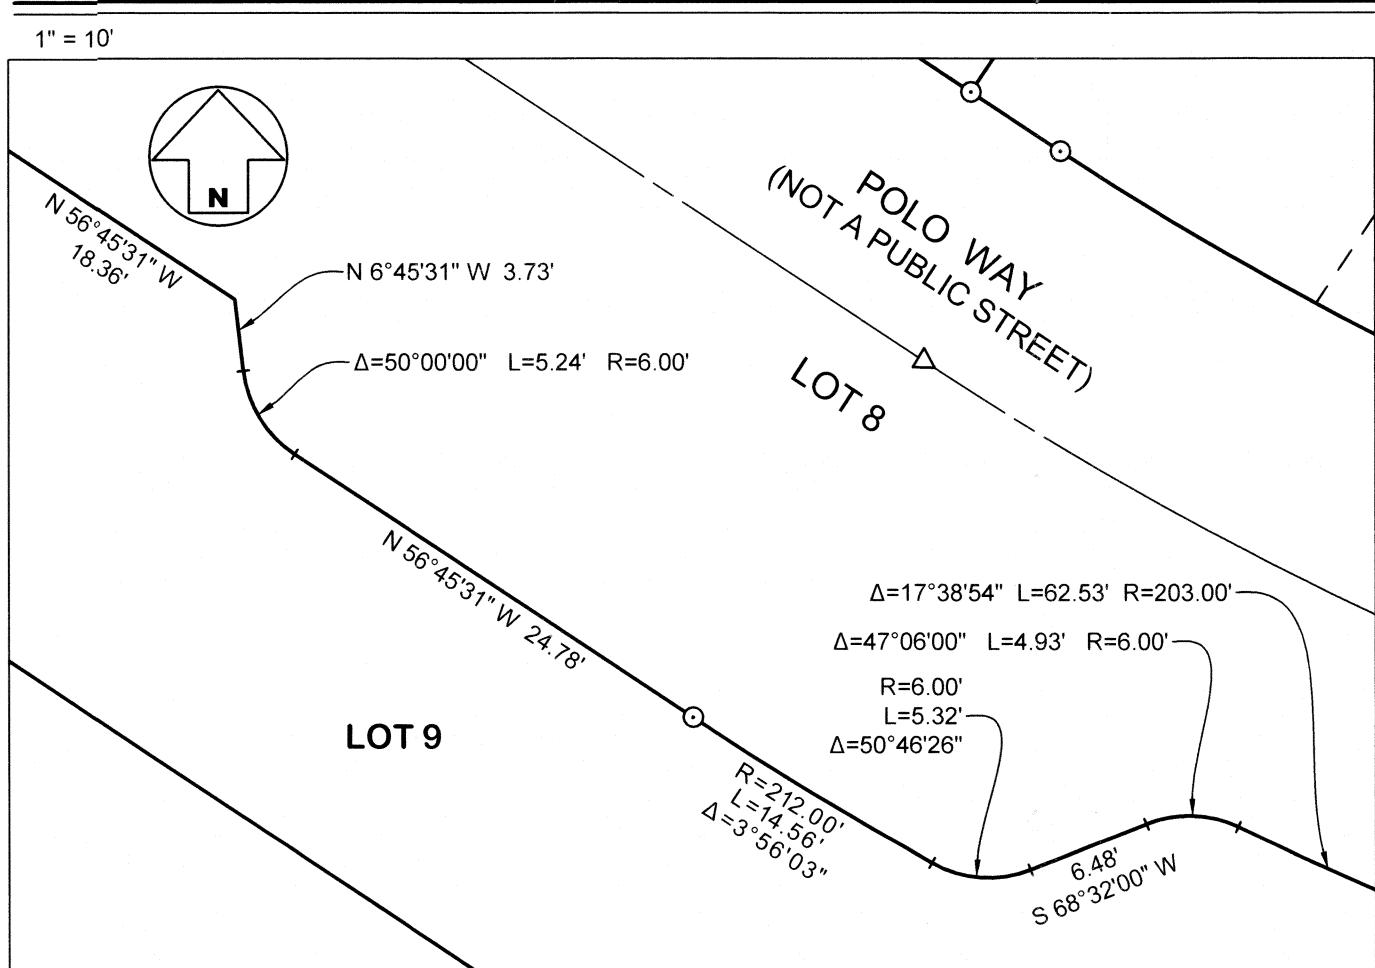 1" = 10'
N
N 56°45'31" W
18.36'
N 6°45'31" W 3.73'
Δ=50°00'00" L=5.24' R=6.00'
POLO WAY
(NOT A PUBLIC STREET)
LOT 8
N 56°45'31" W 24.78'
LOT 9
Δ=17°38'54" L=62.53' R=203.00'
Δ=47°06'00" L=4.93' R=6.00'
R=6.00'
L=5.32'
Δ=50°46'26"
R=212.00'
L=14.56'
Δ=3°56'03"
6.48'
S 68°32'00" W